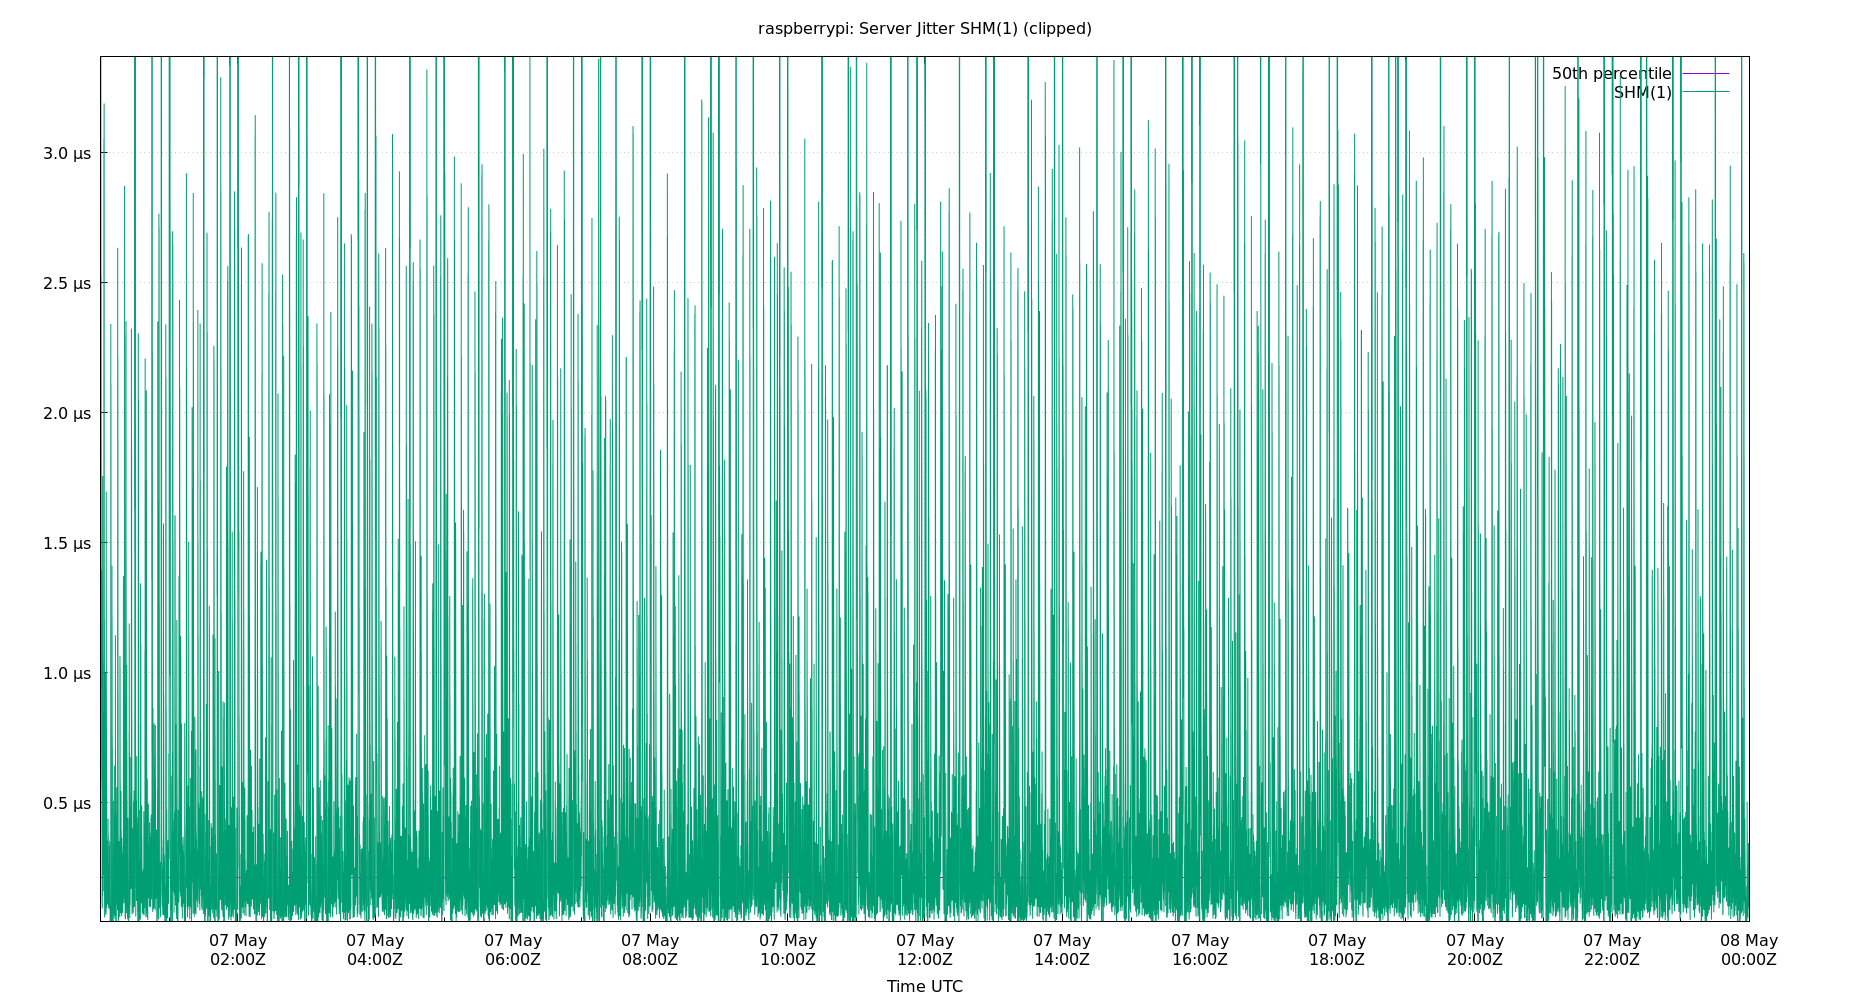 raspberrypi: Server Jitter SHM(1) (clipped)
50th percentile
SHM(1)
3.0 µs
2.5 µs
2.0 µs
1.5 µs
1.0 µs
0.5 µs
07 May 07 May 07 May 07 May 07 May 07 May 07 May 07 May 07 May 07 May 07 May 08 May
02:00Z 04:00Z 06:00Z 08:00Z 10:00Z 12:00Z 14:00Z 16:00Z 18:00Z 20:00Z 22:00Z 00:00Z
Time UTC